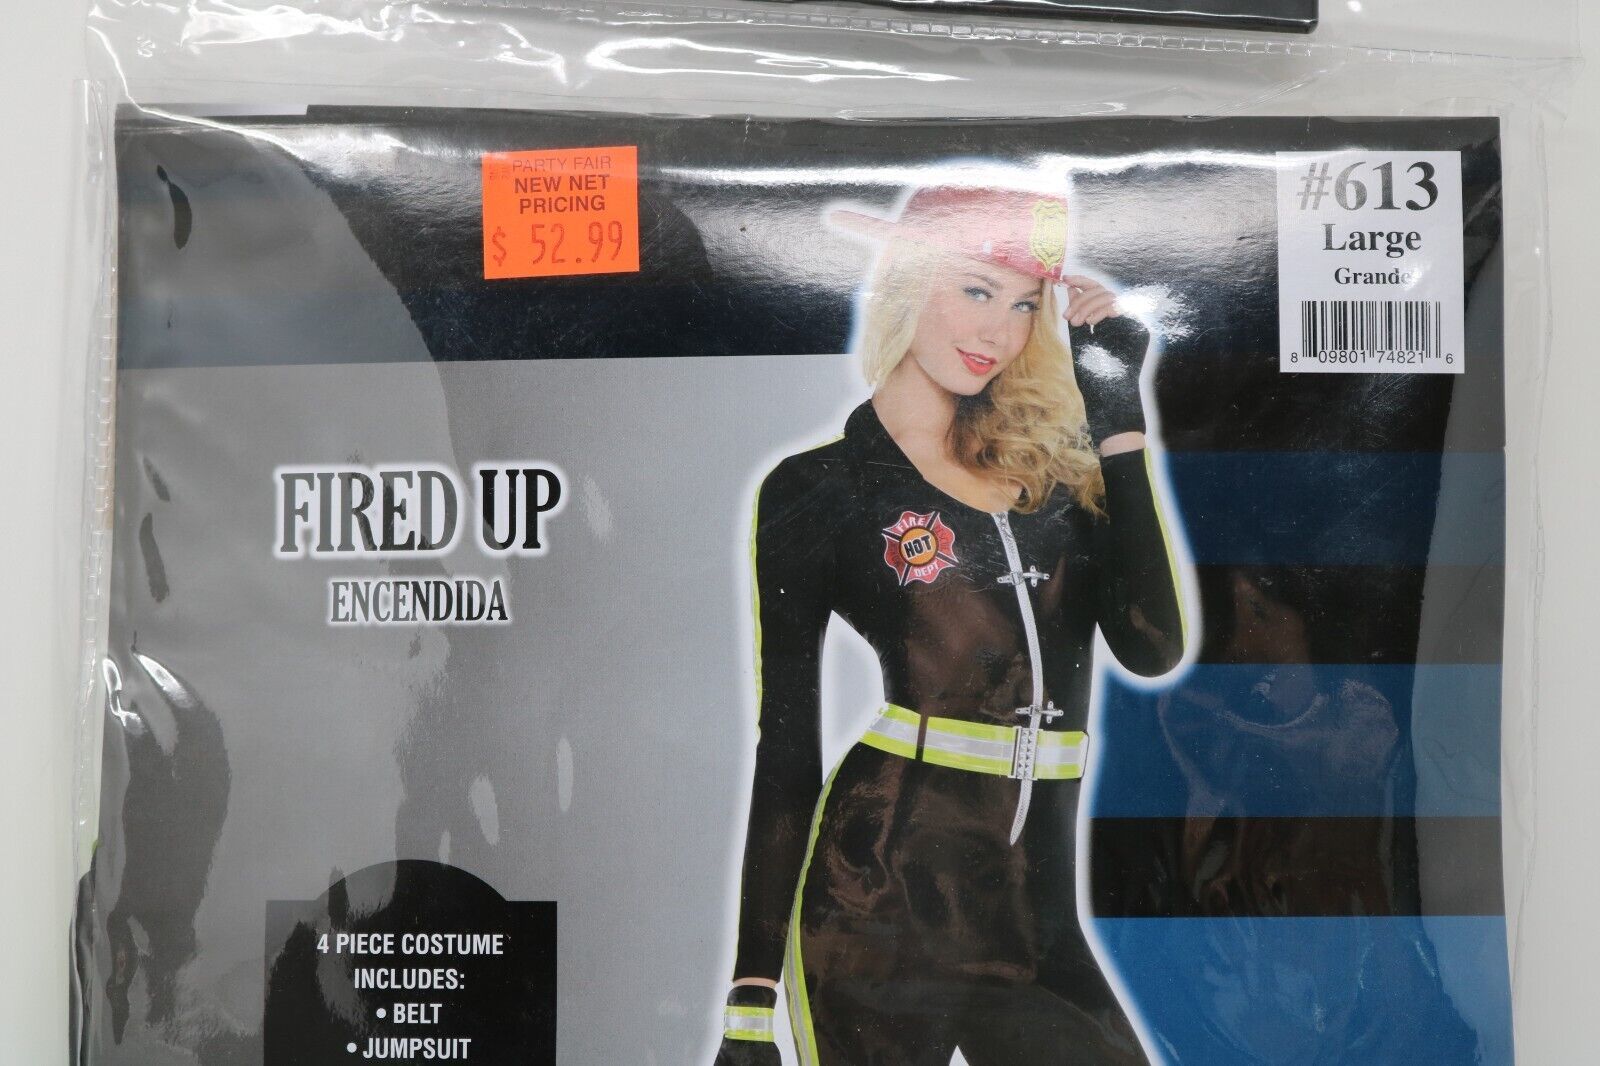 PARTY FAIR
NEW NET
PRICING
$ 52.99
#613
Large
Grande
8 09801 74821 6
FIRED UP
ENCENDIDA
FIRE
HOT
DEPT
4 PIECE COSTUME
INCLUDES:
• BELT
• JUMPSUIT